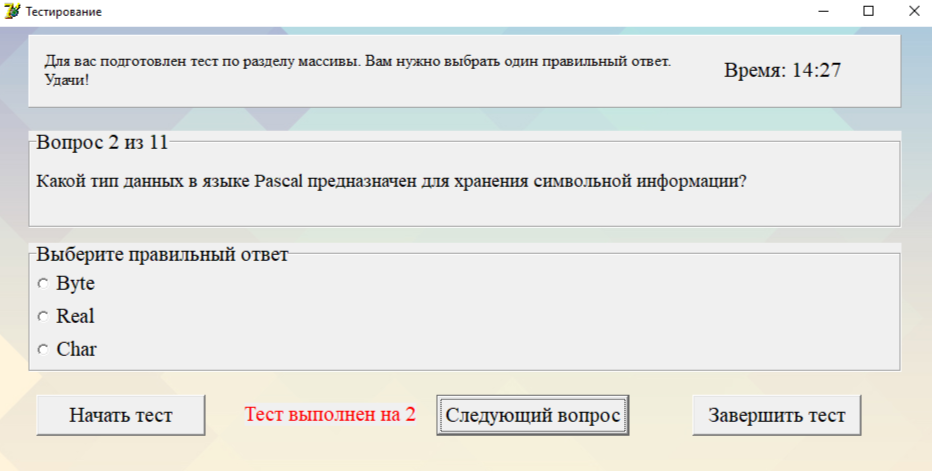 Тестирование
Для вас подготовлен тест по разделу массивы. Вам нужно выбрать один правильный ответ.
Удачи!
Время: 14:27
Вопрос 2 из 11
Какой тип данных в языке Pascal предназначен для хранения символьной информации?
Выберите правильный ответ
Byte
Real
Char
Начать тест
Тест выполнен на 2
Следующий вопрос
Завершить тест